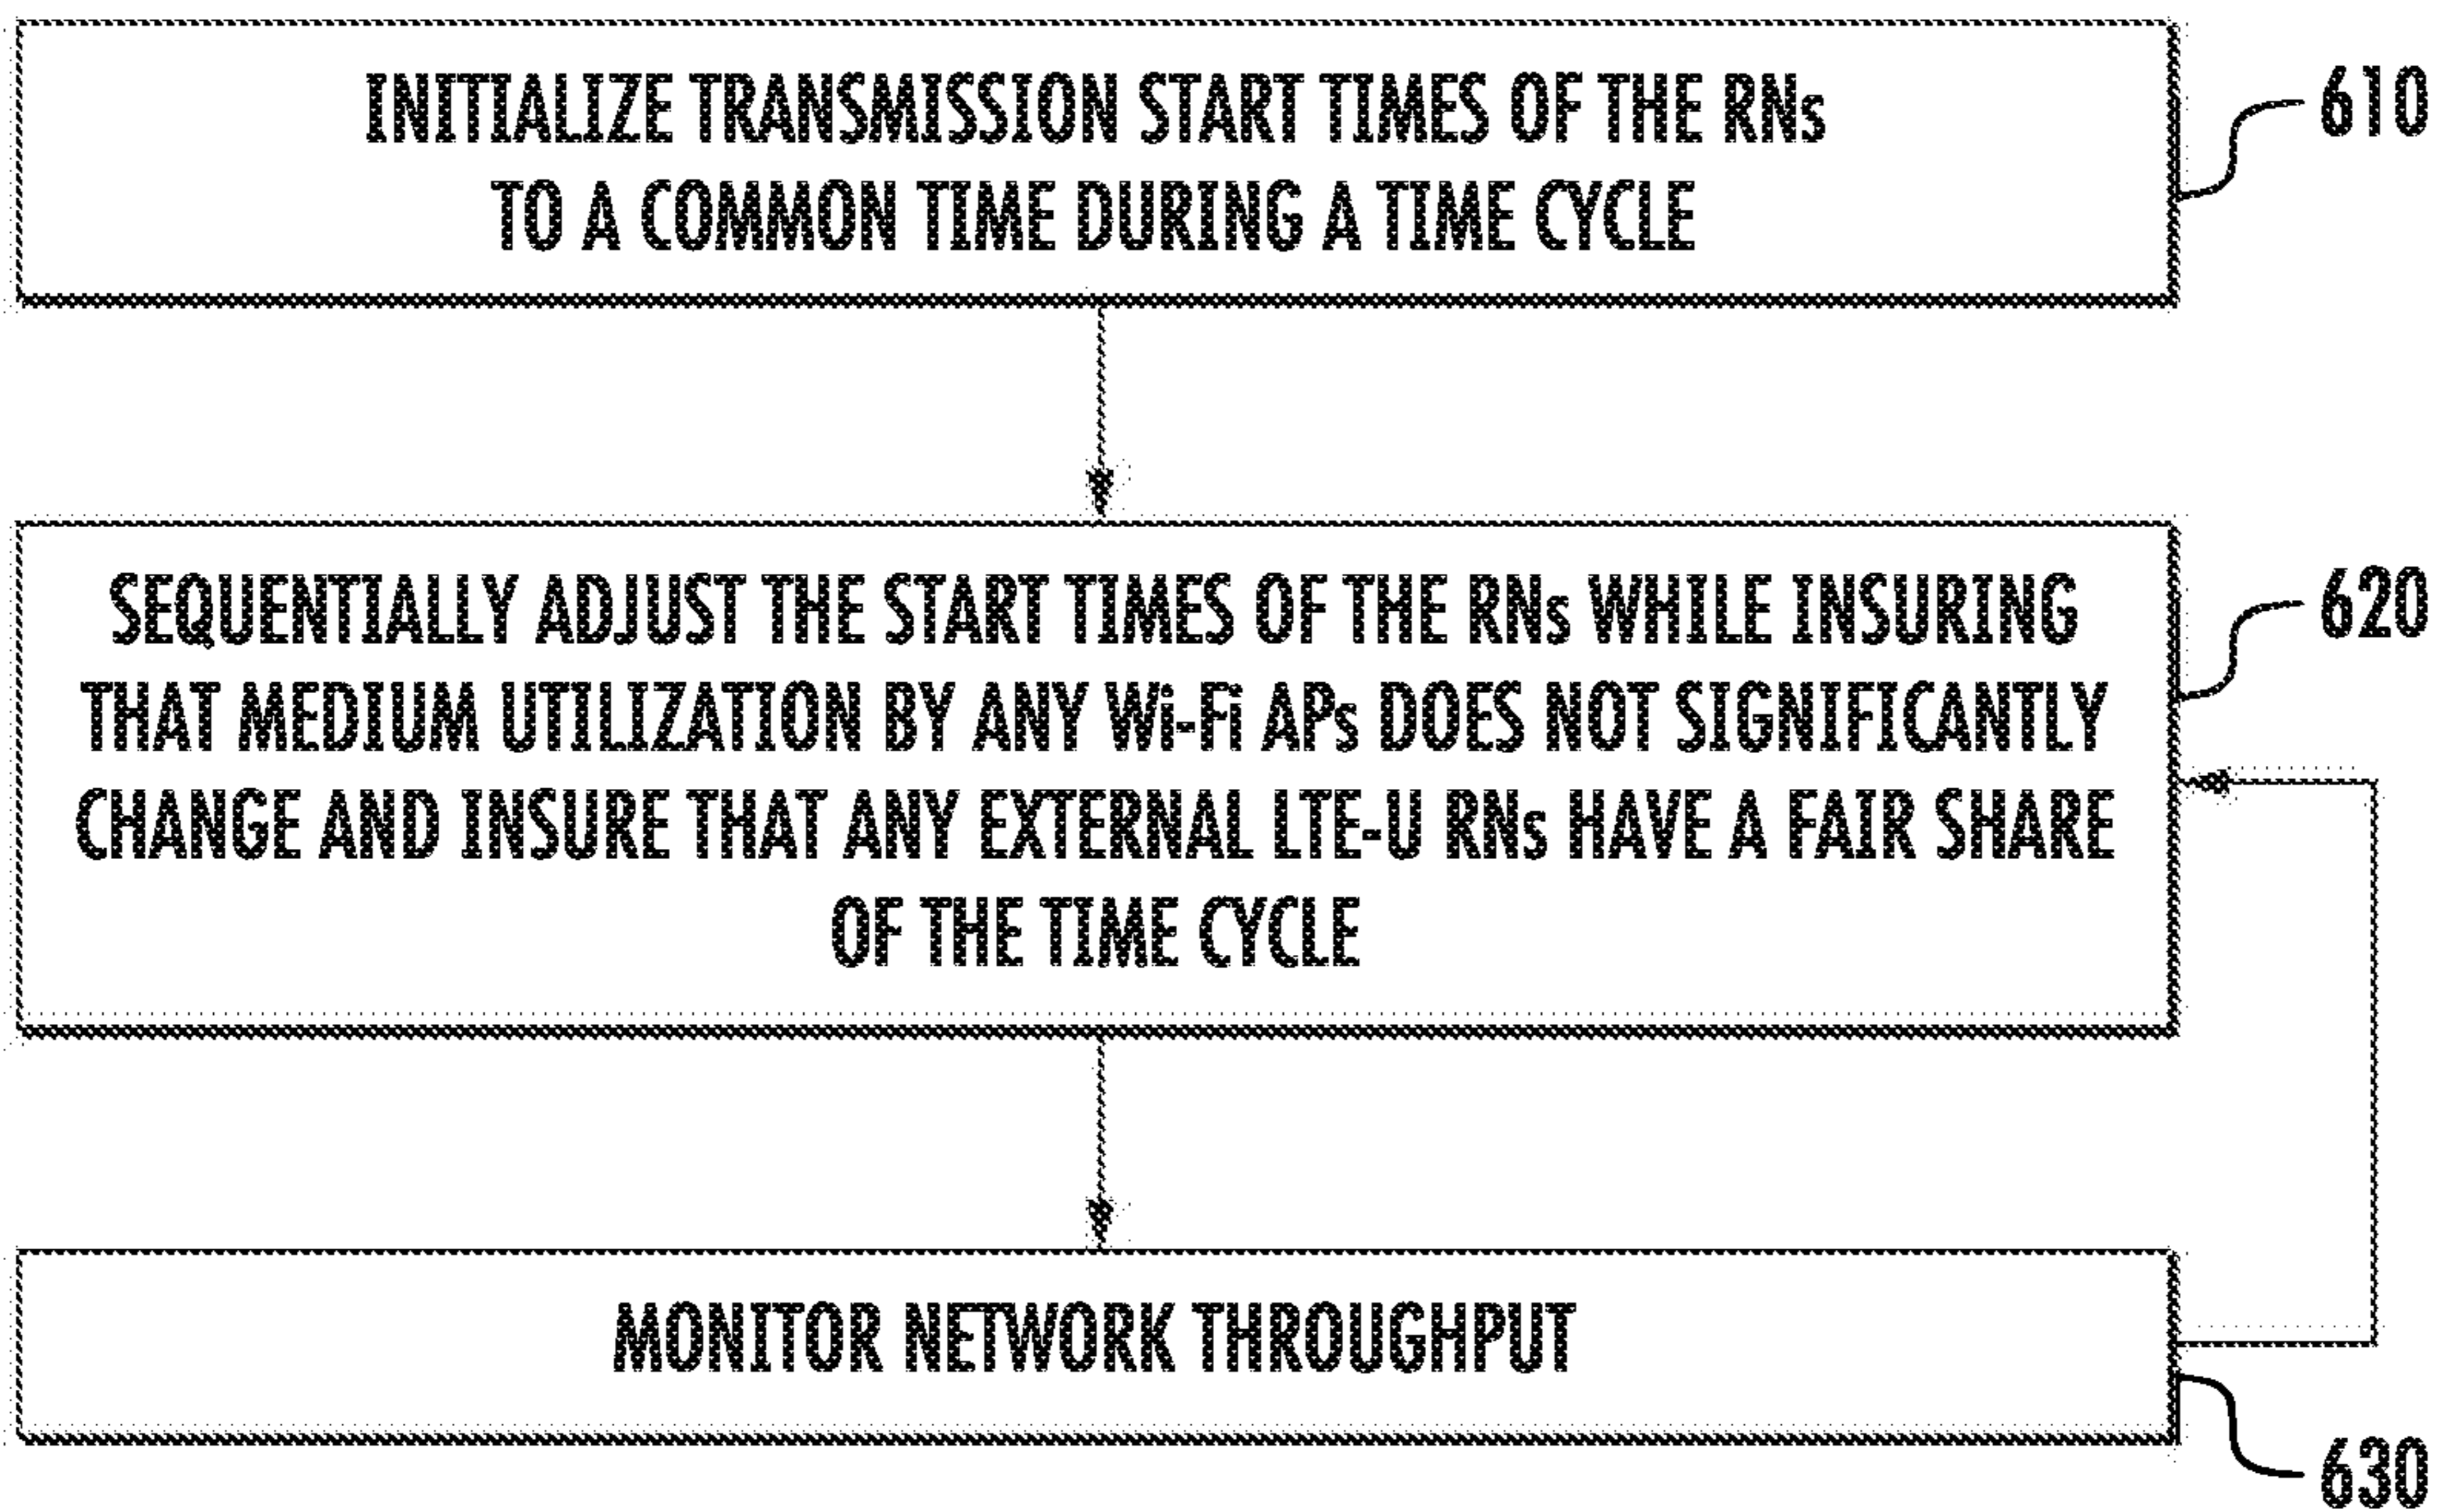 INITIALIZE TRANSMISSION START TIMES OF THE RNs
TO A COMMON TIME DURING A TIME CYCLE
610
SEQUENTIALLY ADJUST THE START TIMES OF THE RNs WHILE INSURING
THAT MEDIUM UTILIZATION BY ANY Wi-Fi APs DOES NOT SIGNIFICANTLY
CHANGE AND INSURE THAT ANY EXTERNAL LTE-U RNs HAVE A FAIR SHARE
OF THE TIME CYCLE
620
MONITOR NETWORK THROUGHPUT
630